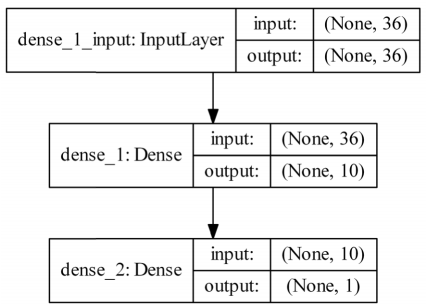 dense_1_input: InputLayer
input: (None, 36)
output: (None, 36)
dense_1: Dense
input: (None, 36)
output: (None, 10)
dense_2: Dense
input: (None, 10)
output: (None, 1)